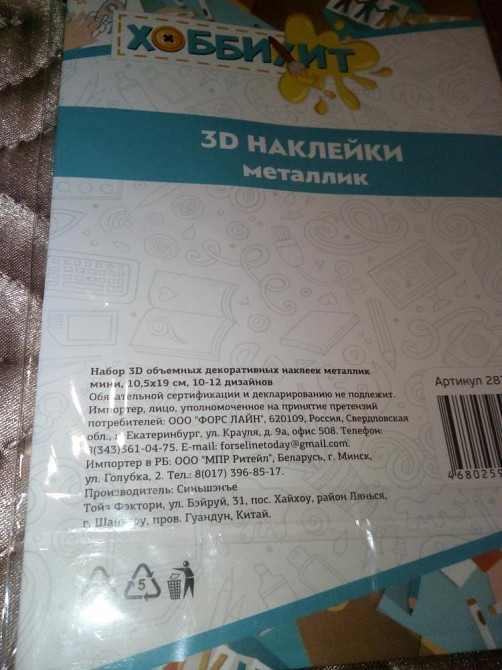 ХОББИХИТ
3D НАКЛЕЙКИ
металлик
Набор 3D объемных декоративных наклеек металлик
мини, 10,5х19 см, 10-12 дизайнов
Обязательной сертификации и декларированию не подлежит.
Импортер, лицо, уполномоченное на принятие претензий
потребителей: ООО "ФОРС ЛАЙН", 620109, Россия, Свердловская
обл., г. Екатеринбург, ул. Крауля, д. 9а, офис 508. Телефон:
8(343)561-04-75. E-mail: forselinetoday@gmail.com.
Импортер в РБ: ООО "МПР Ритейл", Беларусь, г. Минск,
ул. Голубка, 2. Тел.: 8(017) 396-85-17.
Производитель: Синьшэнъе
Тойз Фэктори, ул. Бэйруй, 31, пос. Хайхоу, район Лянься,
г. Шаньтоу, пров. Гуандун, Китай.
Артикул 28
4680259
5